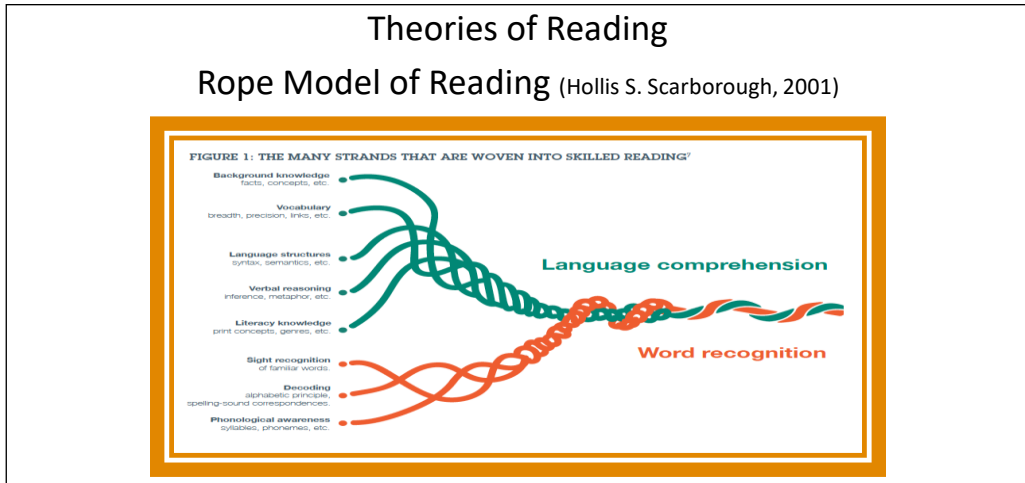 Theories of Reading
Rope Model of Reading (Hollis S. Scarborough, 2001)
FIGURE 1: THE MANY STRANDS THAT ARE WOVEN INTO SKILLED READING?
Background knowledge
facts, concepts, etc.
Vocabulary
breadth, precision, links, etc.
Language structures
syntax, semantics, etc.
Verbal reasoning
inference, metaphor, etc.
Literacy knowledge
print concepts, genres, etc.
Language comprehension
Sight recognition
of familiar words.
Decoding
alphabetic principle,
spelling-sound correspondences.
Phonological awareness
syllables, phonemes, etc.
Word recognition